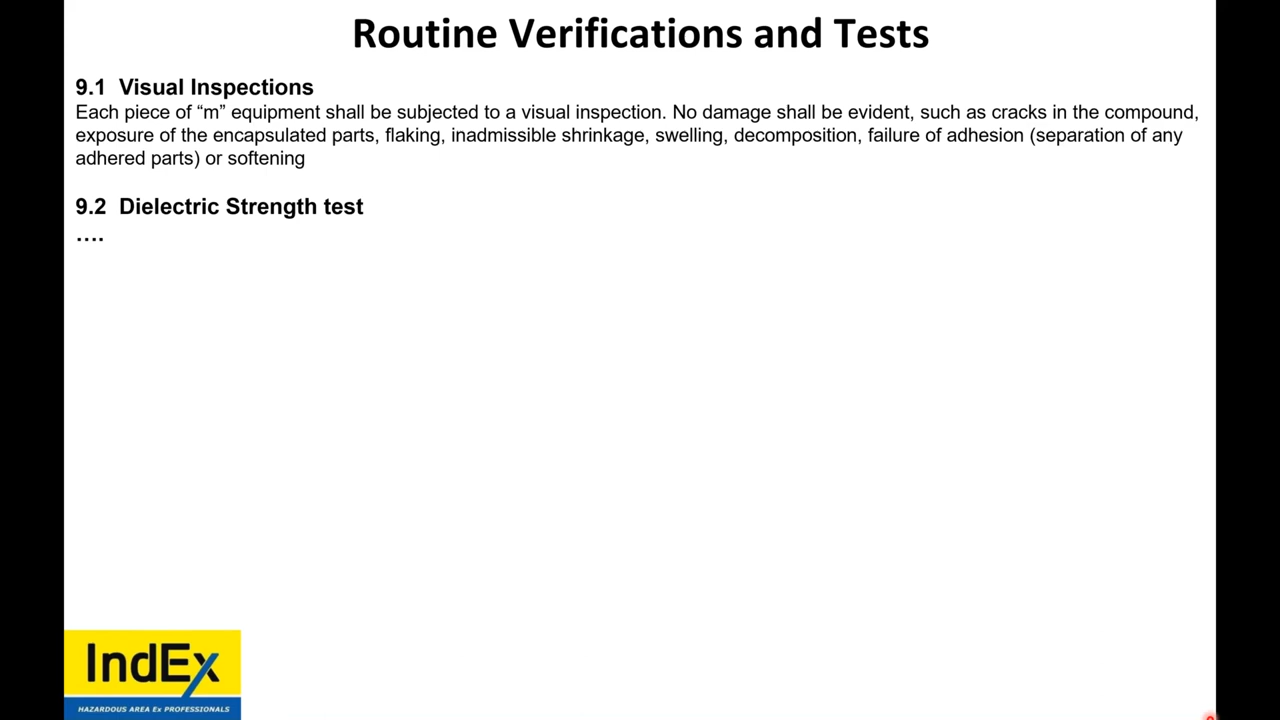 Routine Verifications and Tests
9.1 Visual Inspections
Each piece of “m” equipment shall be subjected to a visual inspection. No damage shall be evident, such as cracks in the compound,
exposure of the encapsulated parts, flaking, inadmissible shrinkage, swelling, decomposition, failure of adhesion (separation of any
adhered parts) or softening
9.2 Dielectric Strength test
....
IndEx
HAZARDOUS AREA Ex PROFESSIONALS